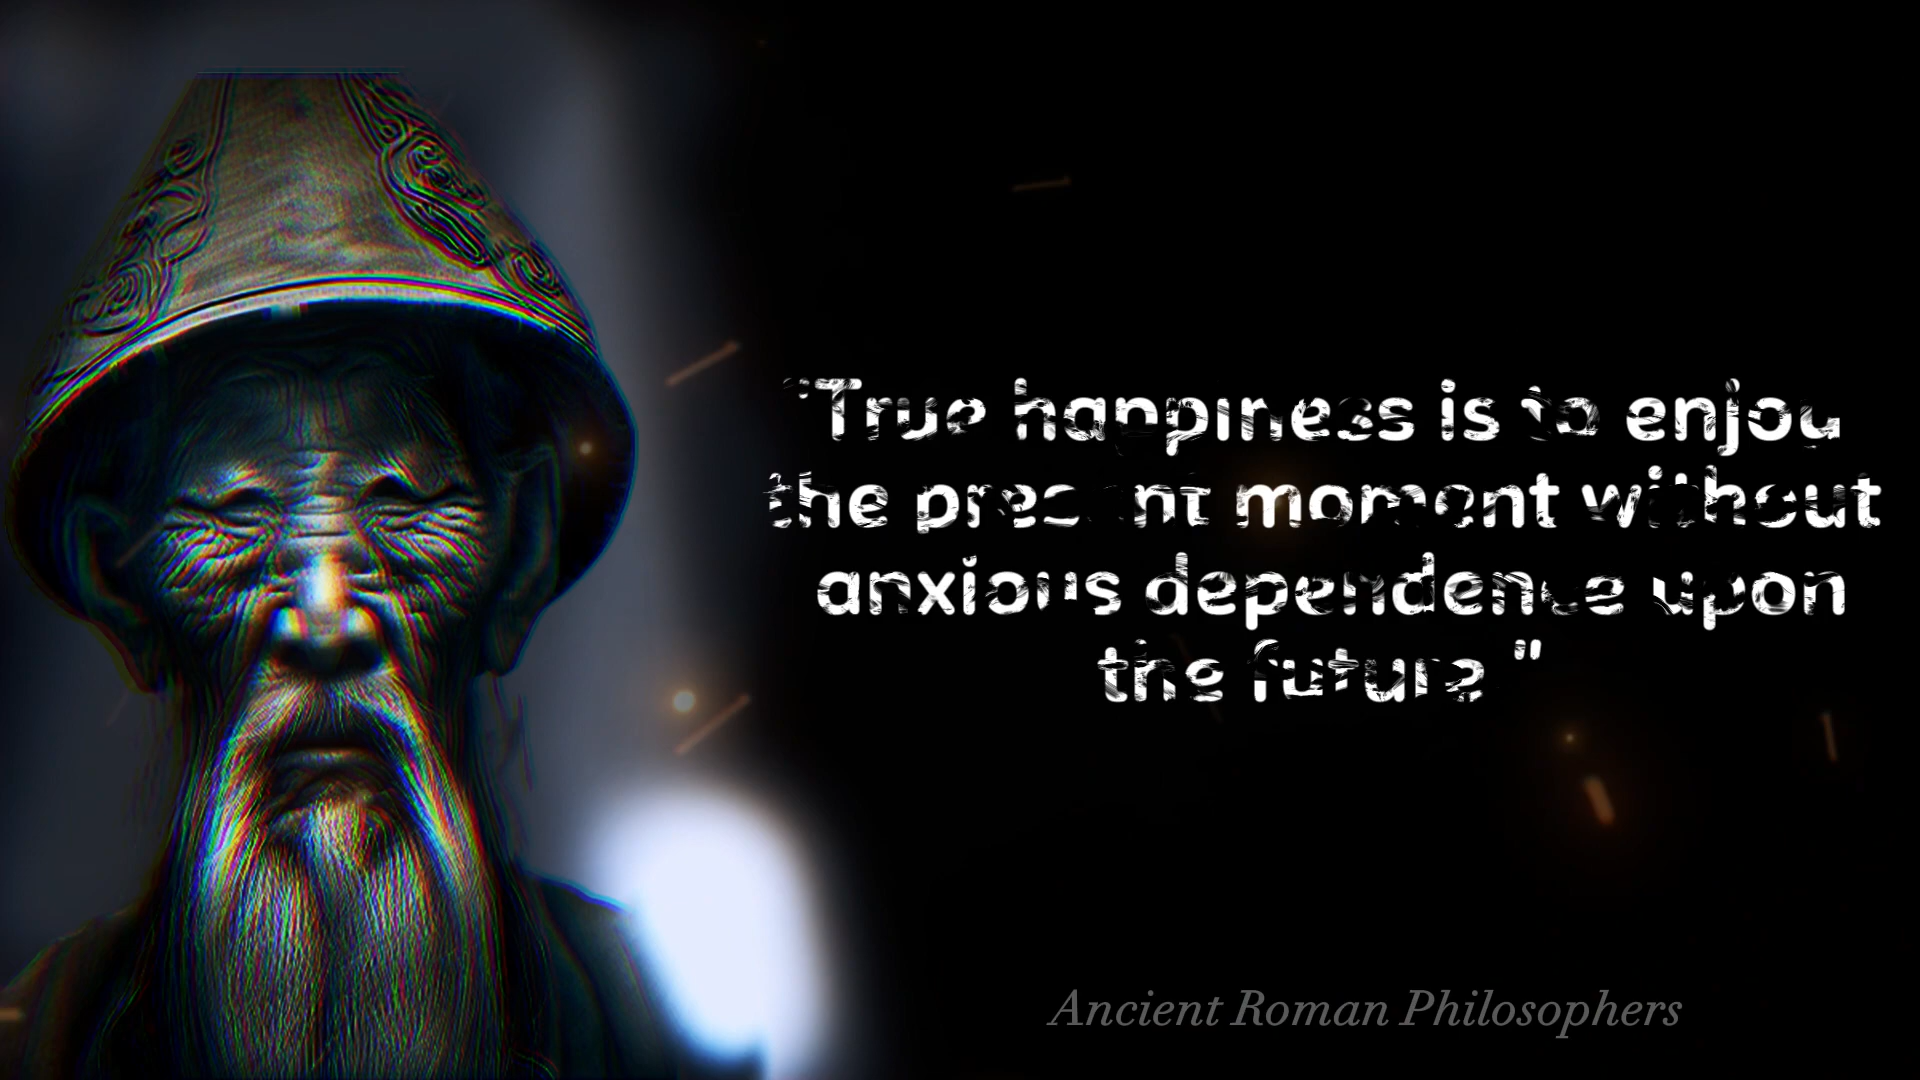 "True happiness is to enjoy
the present moment without
anxious dependence upon
the future."
Ancient Roman Philosophers